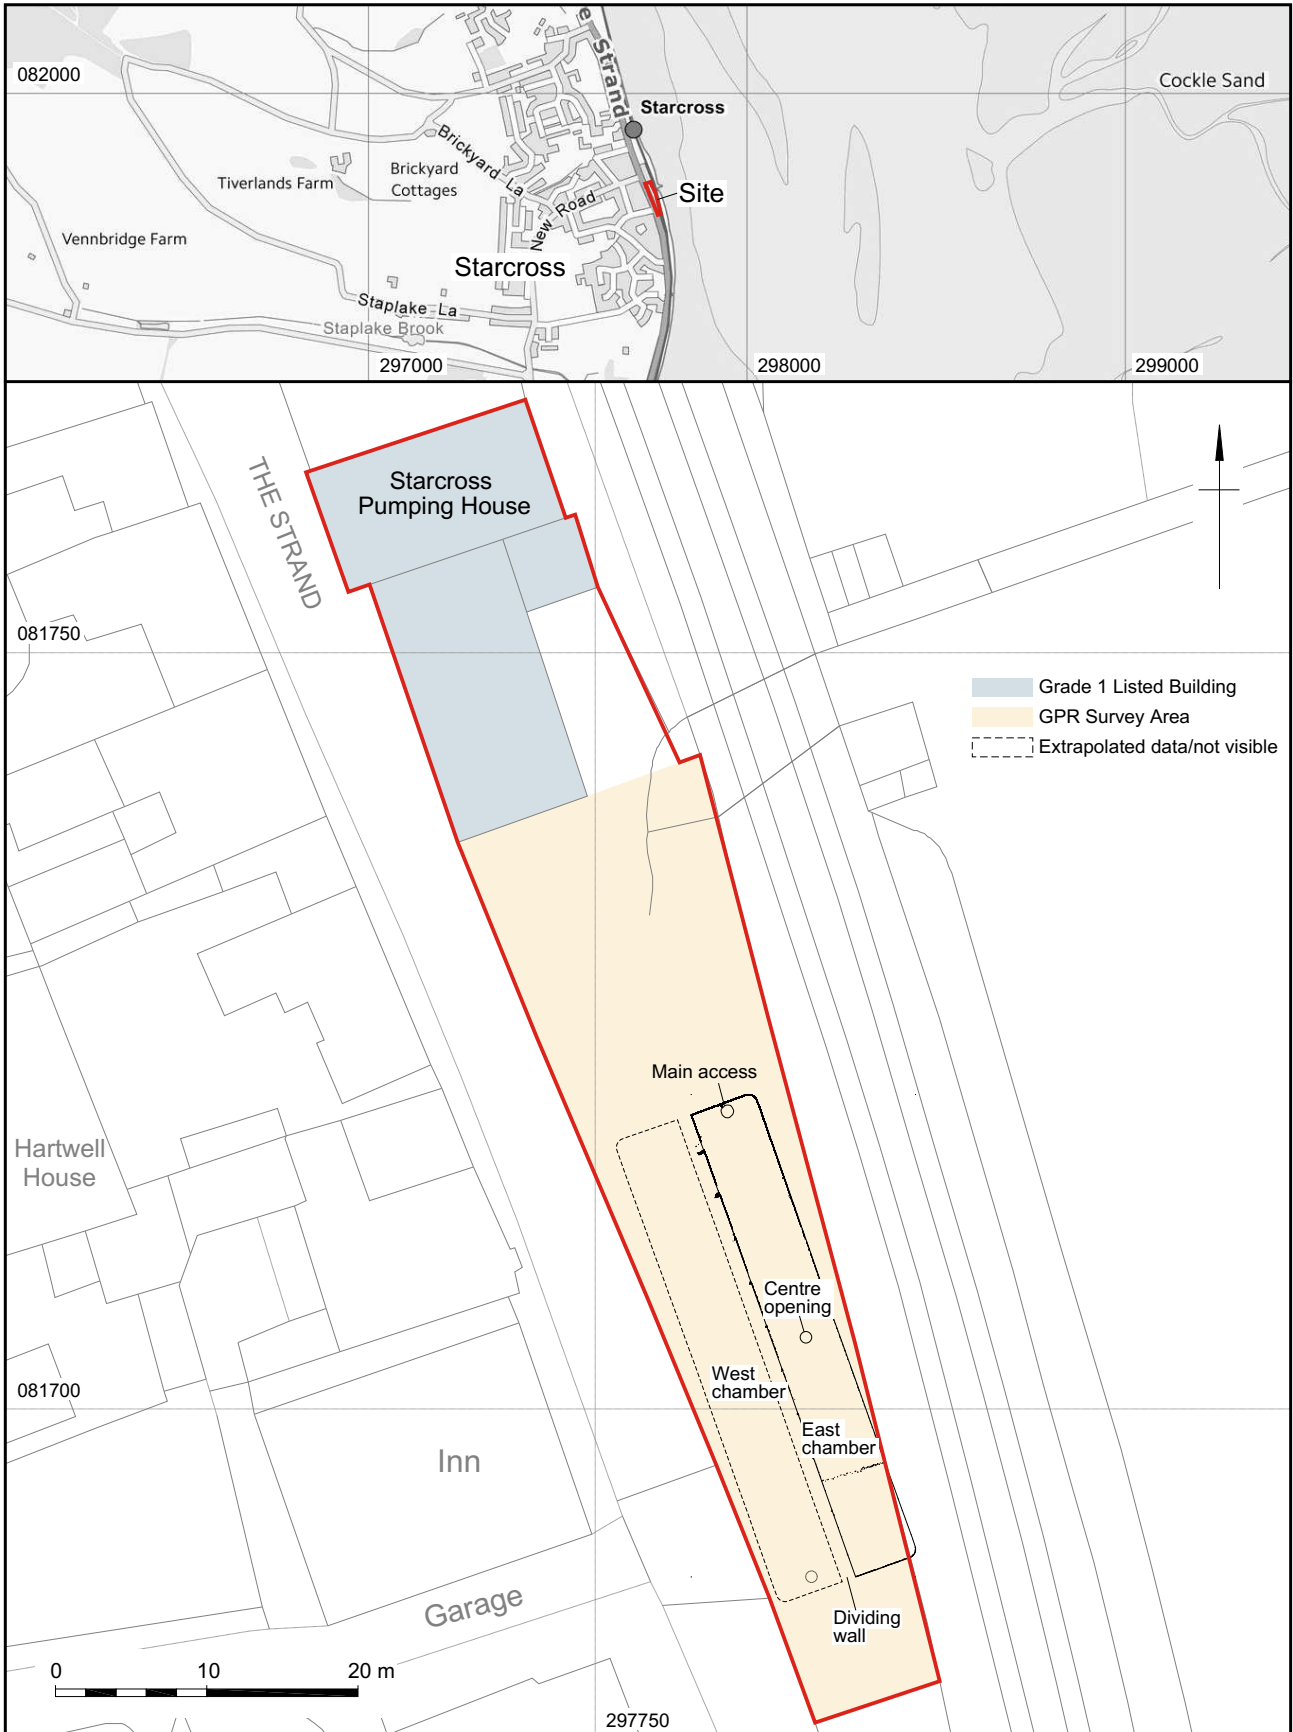 082000
Strand
Cockle Sand
Starcross
Brickyard La
Brickyard
Cottages
Tiverlands Farm
Site
New Road
Vennbridge Farm
Starcross
Staplake La
Staplake Brook
297000
298000
299000
Starcross
Pumping House
THE STRAND
081750
Grade 1 Listed Building
GPR Survey Area
Extrapolated data/not visible
Main access
Hartwell
House
Centre
opening
West
chamber
081700
East
chamber
Inn
Garage
Dividing
wall
0 10 20 m
297750